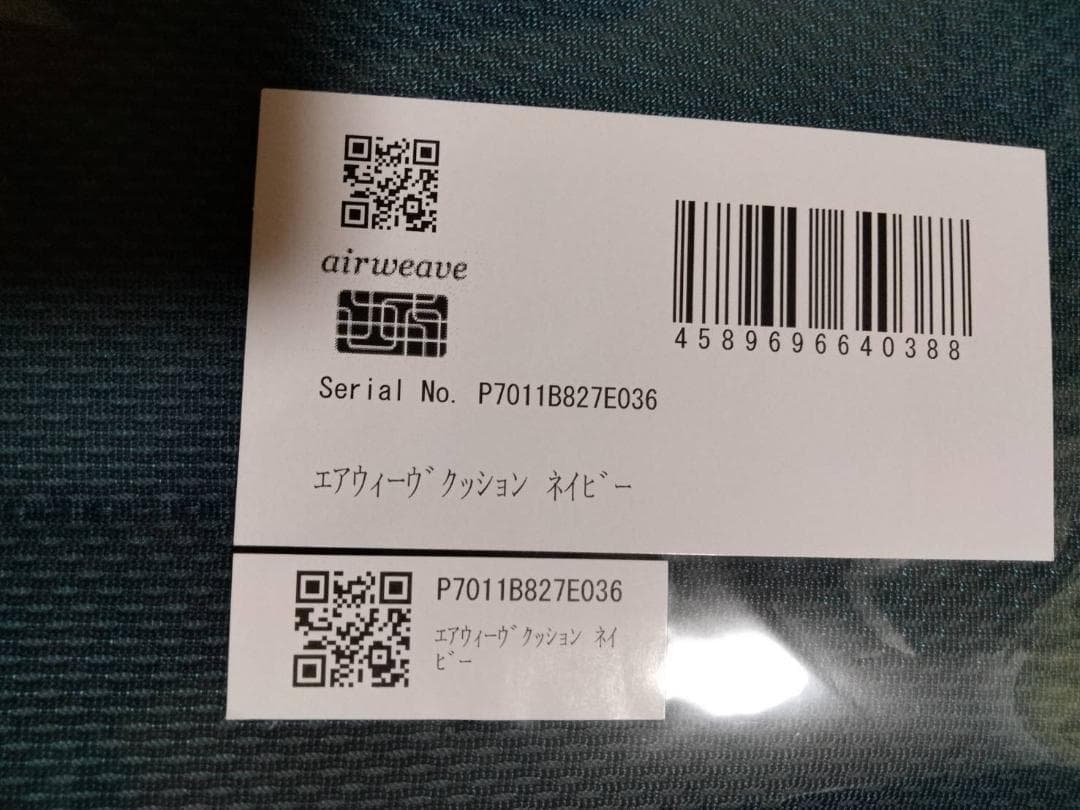 airweave
4589696640388
Serial No. P7011B827E036
ｴｱｳｨｰｳﾞｸｯｼｮﾝ ﾈｲﾋﾞｰ
P7011B827E036
ｴｱｳｨｰｳﾞｸｯｼｮﾝ ﾈｲ
ﾋﾞｰ